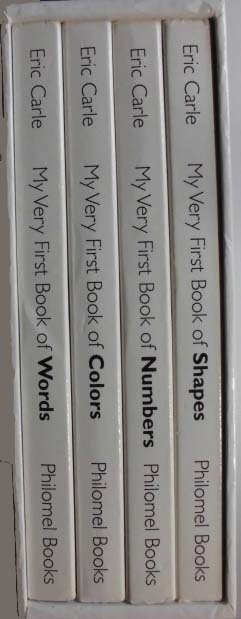 Eric Carle My Very First Book of Words Philomel Books
Eric Carle My Very First Book of Colors Philomel Books
Eric Carle My Very First Book of Numbers Philomel Books
Eric Carle My Very First Book of Shapes Philomel Books